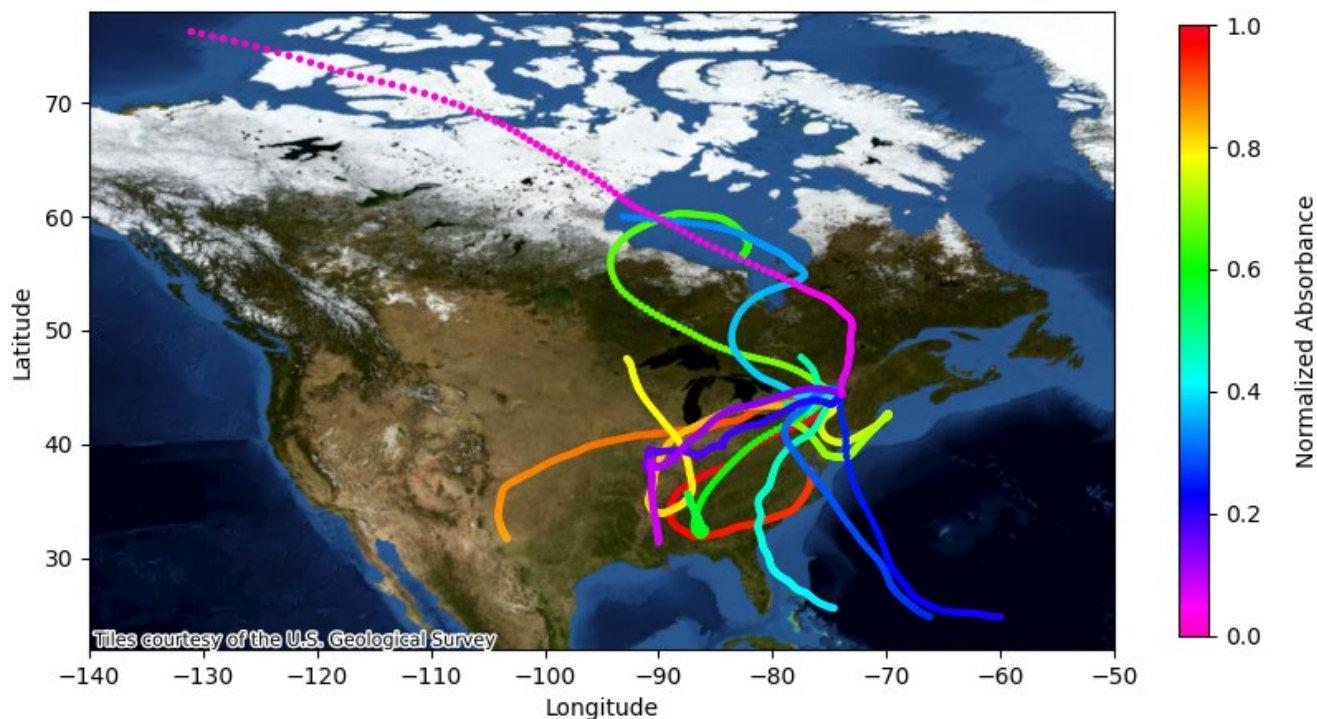 70
60
50
40
30
Latitude
Tiles courtesy of the U.S. Geological Survey
−140 −130 −120 −110 −100 −90 −80 −70 −60 −50
Longitude
1.0
0.8
0.6
0.4
0.2
0.0
Normalized Absorbance